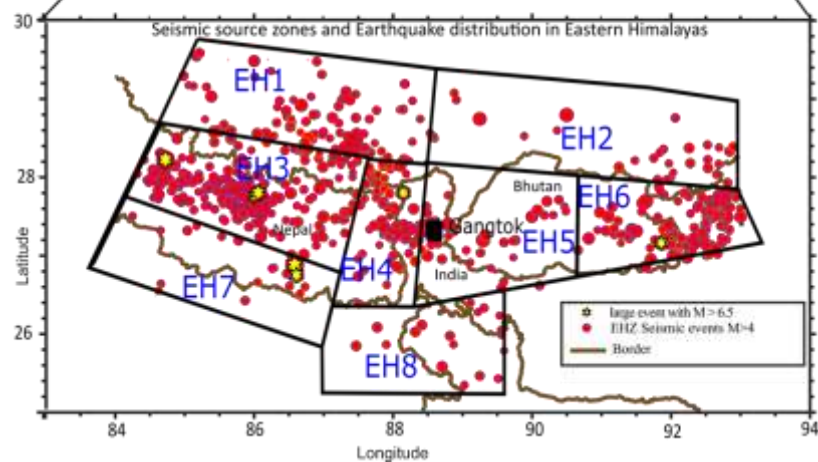 Seismic source zones and Earthquake distribution in Eastern Himalayas
30
EH1
EH2
28
EH3
Bhutan
EH6
Nepal
Gangtok
EH5
Latitude
EH4
India
EH7
26
large event with M >6.5
EHZ Seismic events M>4
Border
EH8
84 86 88 90 92 94
Longitude